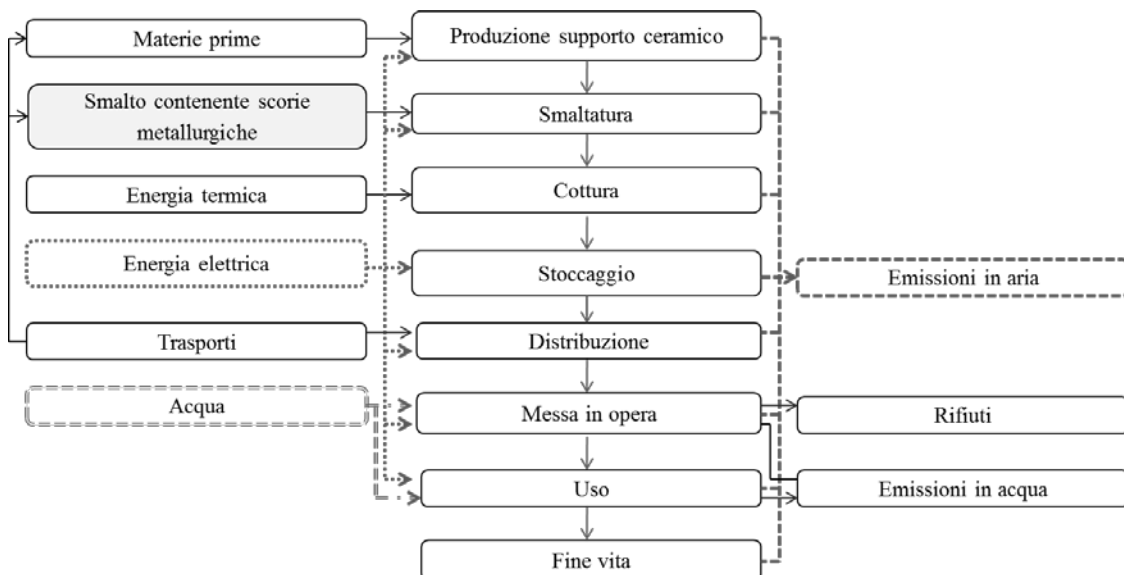 Materie prime
Produzione supporto ceramico
Smalto contenente scorie
metallurgiche
Smaltatura
Energia termica
Cottura
Energia elettrica
Stoccaggio
Emissioni in aria
Trasporti
Distribuzione
Acqua
Messa in opera
Rifiuti
Uso
Emissioni in acqua
Fine vita